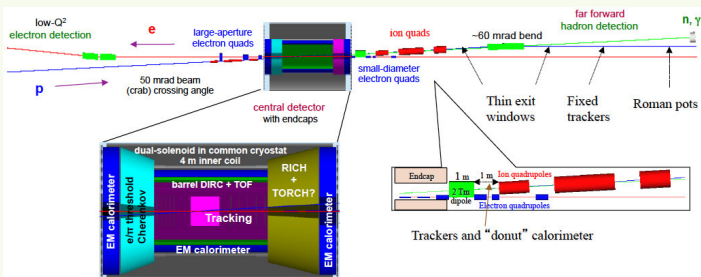 low-Q²
electron detection
e
p
large-aperture
electron quads
50 mrad beam
(crab) crossing angle
central detector
with endcaps
ion quads
small-diameter
electron quads
~60 mrad bend
far forward
hadron detection
n, γ
Thin exit
windows
Fixed
trackers
Roman pots
dual-solenoid in common cryostat
4 m inner coil
EM calorimeter
e/π threshold
Cherenkov
barrel DIRC + TOF
Tracking
EM calorimeter
RICH
+
TORCH?
EM calorimeter
Endcap
1 m
1 m
2 Tm
dipole
Ion quadrupoles
Electron quadrupoles
Trackers and “donut” calorimeter